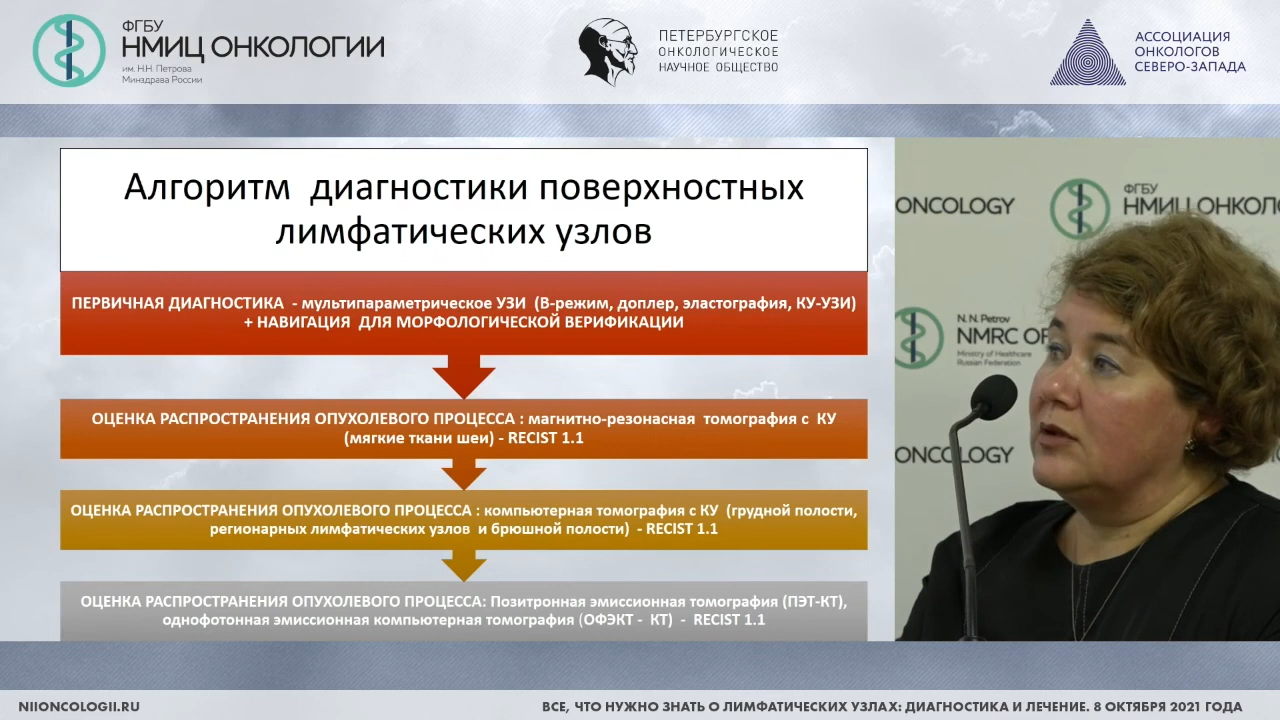 ФГБУ
НМИЦ ОНКОЛОГИИ
им. Н.Н. Петрова
Минздрава России
ПЕТЕРБУРГСКОЕ
ОНКОЛОГИЧЕСКОЕ
НАУЧНОЕ ОБЩЕСТВО
АССОЦИАЦИЯ
ОНКОЛОГОВ
СЕВЕРО-ЗАПАДА
Алгоритм диагностики поверхностных
лимфатических узлов
ПЕРВИЧНАЯ ДИАГНОСТИКА - мультипараметрическое УЗИ (В-режим, доплер, эластография, КУ-УЗИ)
+ НАВИГАЦИЯ ДЛЯ МОРФОЛОГИЧЕСКОЙ ВЕРИФИКАЦИИ
ОЦЕНКА РАСПРОСТРАНЕНИЯ ОПУХОЛЕВОГО ПРОЦЕССА : магнитно-резонасная томография с КУ
(мягкие ткани шеи) - RECIST 1.1
ОЦЕНКА РАСПРОСТРАНЕНИЯ ОПУХОЛЕВОГО ПРОЦЕССА : компьютерная томография с КУ (грудной полости,
регионарных лимфатических узлов и брюшной полости) - RECIST 1.1
ОЦЕНКА РАСПРОСТРАНЕНИЯ ОПУХОЛЕВОГО ПРОЦЕССА: Позитронная эмиссионная томография (ПЭТ-КТ),
однофотонная эмиссионная компьютерная томография (ОФЭКТ - КТ) - RECIST 1.1
ONCOLOGY
ФГБУ
НМИЦ ОНКОЛ
N.N. Petrov
NMRC OF
Ministry of Healthcare
Russian Federation
ONCOLOGY
NIIONCOLOGII.RU
ВСЕ, ЧТО НУЖНО ЗНАТЬ О ЛИМФАТИЧЕСКИХ УЗЛАХ: ДИАГНОСТИКА И ЛЕЧЕНИЕ. 8 ОКТЯБРЯ 2021 ГОДА